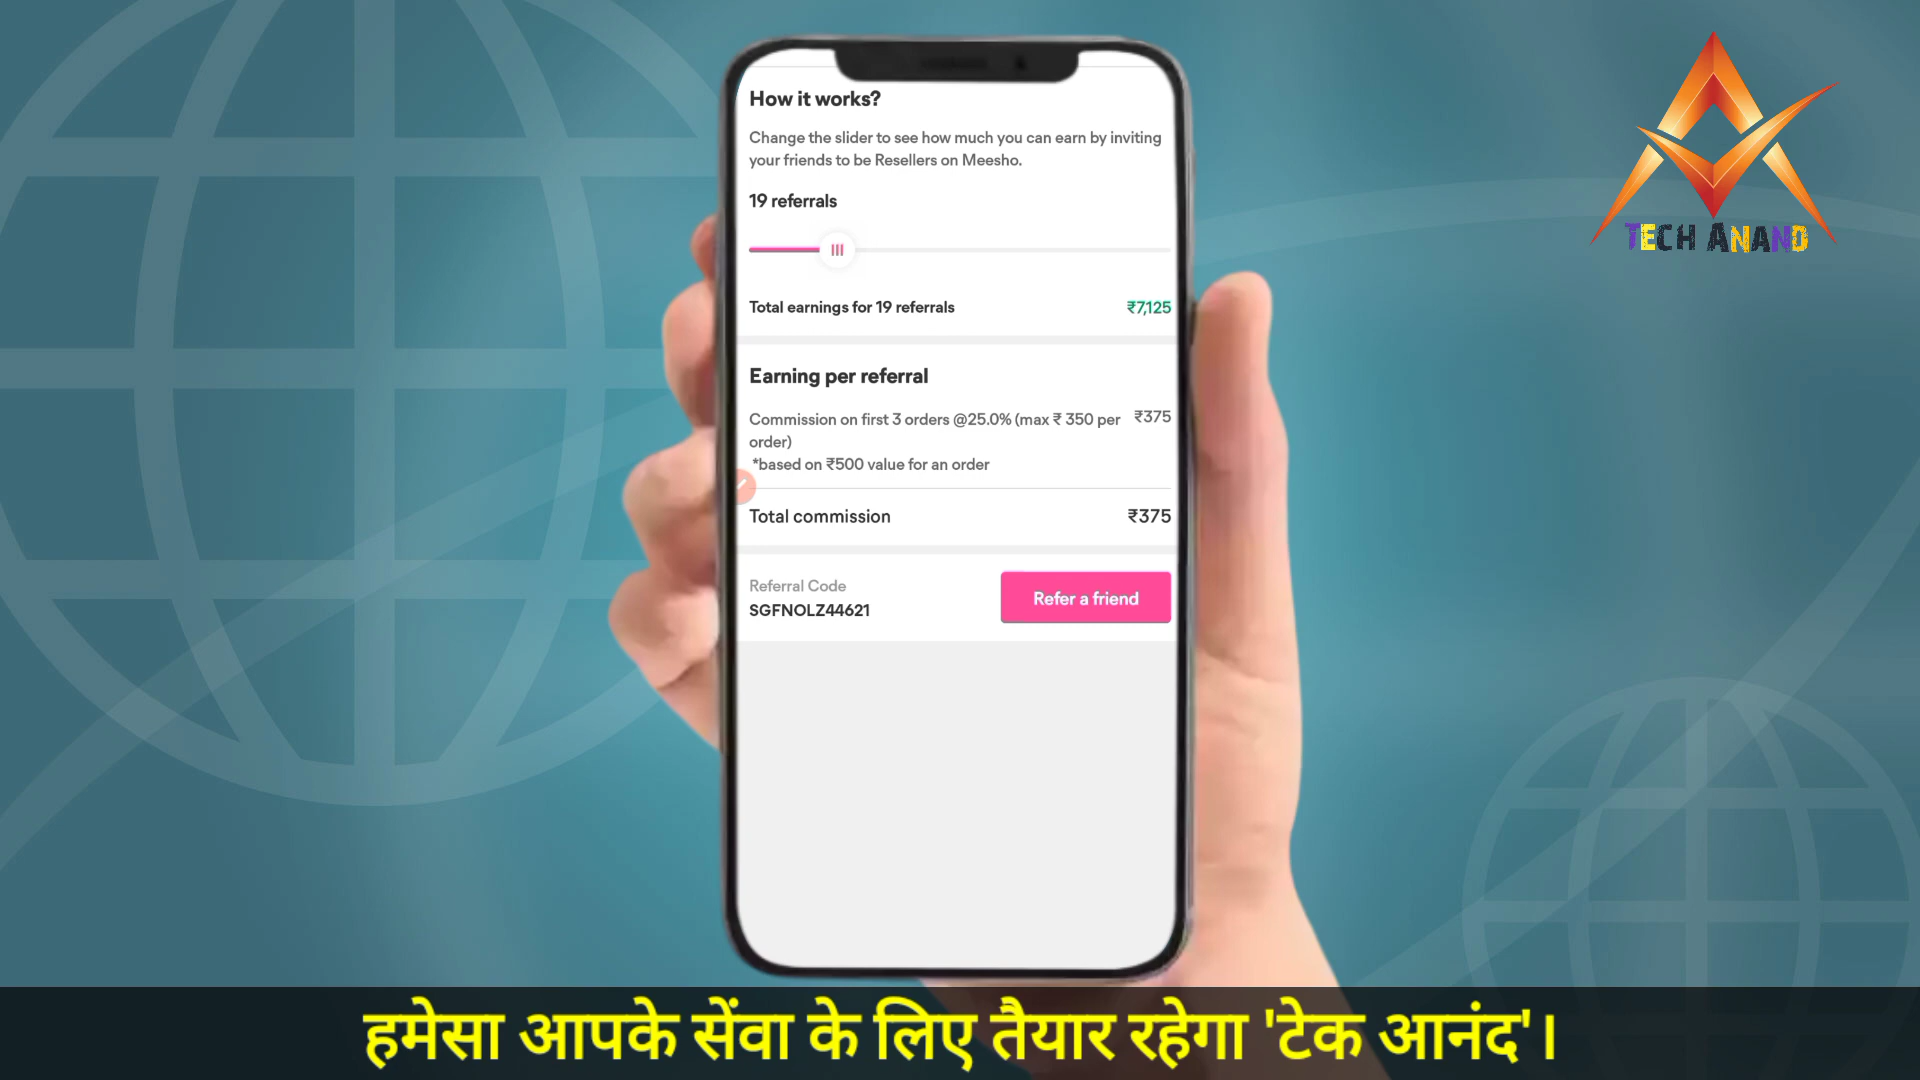 How it works?
Change the slider to see how much you can earn by inviting
your friends to be Resellers on Meesho.
19 referrals
Total earnings for 19 referrals ₹7,125
Earning per referral
Commission on first 3 orders @25.0% (max ₹ 350 per ₹375
order)
*based on ₹500 value for an order
Total commission ₹375
Referral Code
SGFNOLZ44621
Refer a friend
TECH ANAND
हमेसा आपके सेंवा के लिए तैयार रहेगा 'टेक आनंद'।